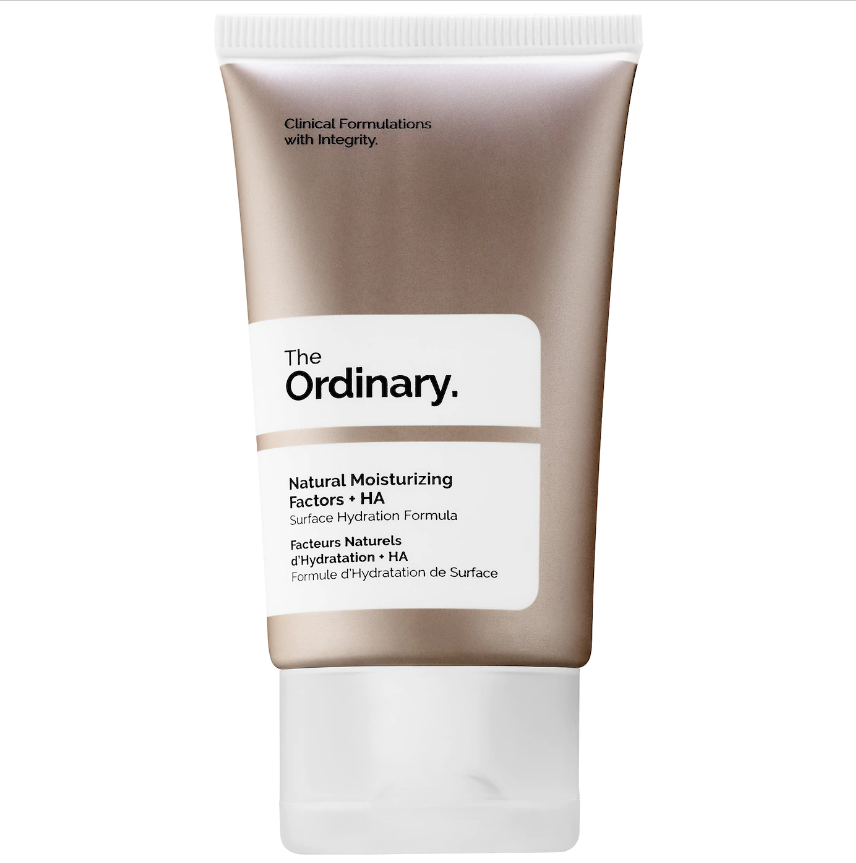 Clinical Formulations
with Integrity.
The
Ordinary.
Natural Moisturizing
Factors + HA
Surface Hydration Formula
Facteurs Naturels
d'Hydratation + HA
Formule d'Hydratation de Surface